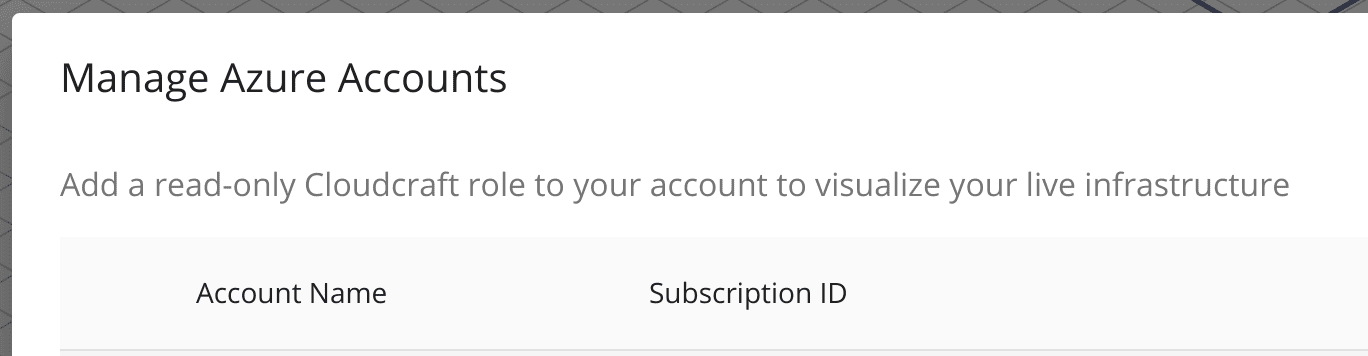 Manage Azure Accounts
Add a read-only Cloudcraft role to your account to visualize your live infrastructure
Account Name Subscription ID